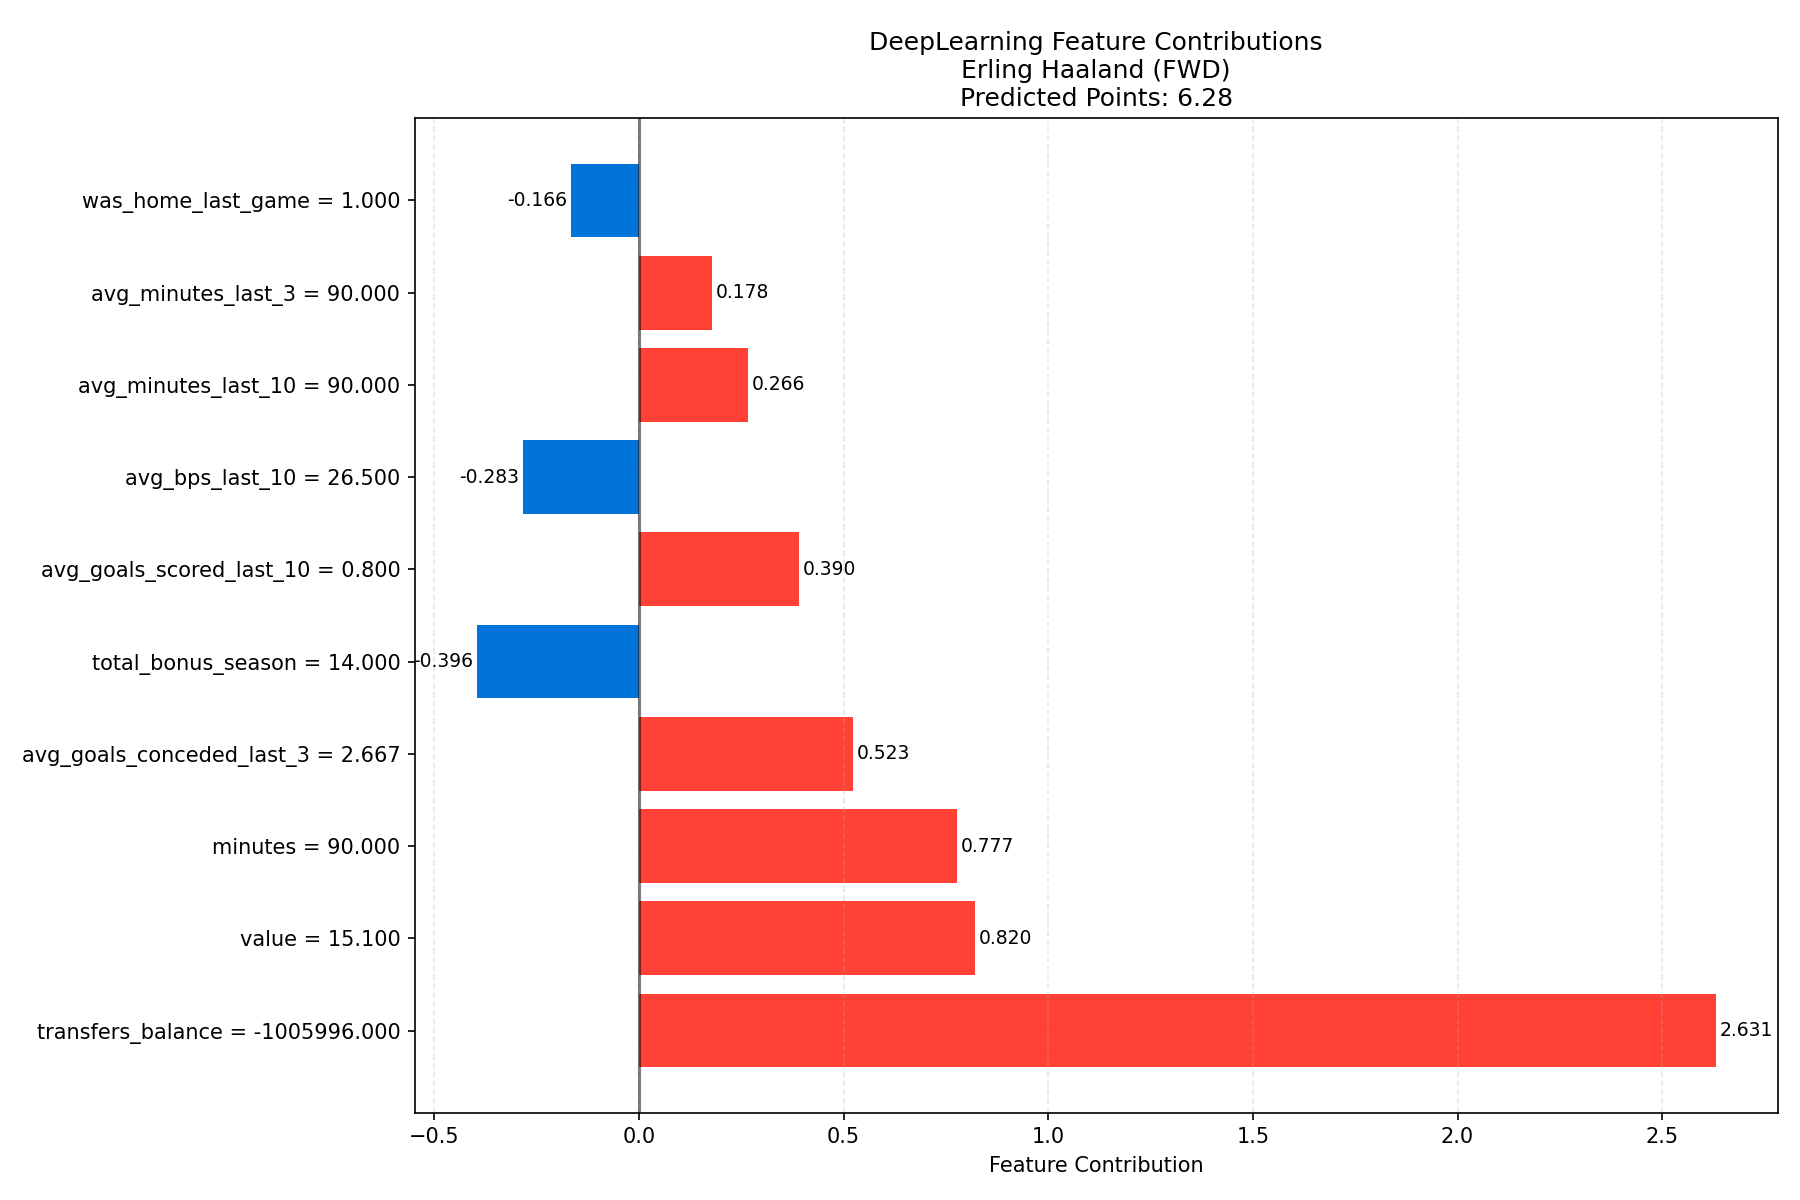 DeepLearning Feature Contributions
Erling Haaland (FWD)
Predicted Points: 6.28
was_home_last_game = 1.000
-0.166
avg_minutes_last_3 = 90.000
0.178
avg_minutes_last_10 = 90.000
0.266
avg_bps_last_10 = 26.500
-0.283
avg_goals_scored_last_10 = 0.800
0.390
total_bonus_season = 14.000
-0.396
avg_goals_conceded_last_3 = 2.667
0.523
minutes = 90.000
0.777
value = 15.100
0.820
transfers_balance = -1005996.000
2.631
−0.5 0.0 0.5 1.0 1.5 2.0 2.5
Feature Contribution